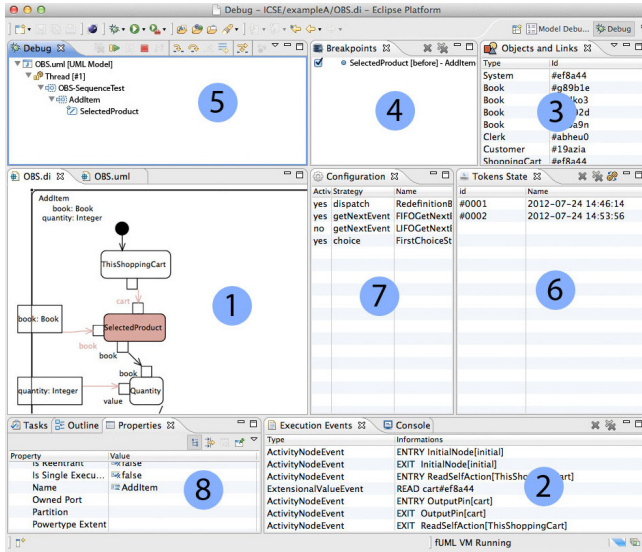 Debug - ICSE/exampleA/OBS.di - Eclipse Platform
Model Debu... Debug
Debug
OBS.uml [UML Model]
Thread [#1]
OBS-SequenceTest
AddItem
SelectedProduct
5
Breakpoints
SelectedProduct [before] - AddItem
4
Objects and Links
Type Id
System #ef8a44
Book #g89b1e
Book
Book
Book
Clerk #abheu0
Customer #19azia
ShoppingCart #ef8a44
3
OBS.di OBS.uml
AddItem
book: Book
quantity: Integer
ThisShoppingCart
cart
book: Book
SelectedProduct
book
book
book
quantity: Integer
Quantity
value
1
Configuration
Activ Strategy Name
yes dispatch RedefinitionB
yes getNextEvent FIFOGetNextE
no getNextEvent LIFOGetNextE
yes choice FirstChoiceSt
7
Tokens State
id Name
#0001 2012-07-24 14:46:14
#0002 2012-07-24 14:53:56
6
Tasks Outline Properties
Property Value
Is Reentrant false
Is Single Execu... false
Name AddItem
Owned Port
Partition
Powertype Extent
8
Execution Events Console
Type Informations
ActivityNodeEvent ENTRY InitialNode[initial]
ActivityNodeEvent EXIT InitialNode[initial]
ActivityNodeEvent ENTRY ReadSelfAction[ThisShoppingCart]
ExtensionalValueEvent READ cart#ef8a44
ActivityNodeEvent ENTRY OutputPin[cart]
ActivityNodeEvent EXIT OutputPin[cart]
ActivityNodeEvent EXIT ReadSelfAction[ThisShoppingCart]
2
fUML VM Running